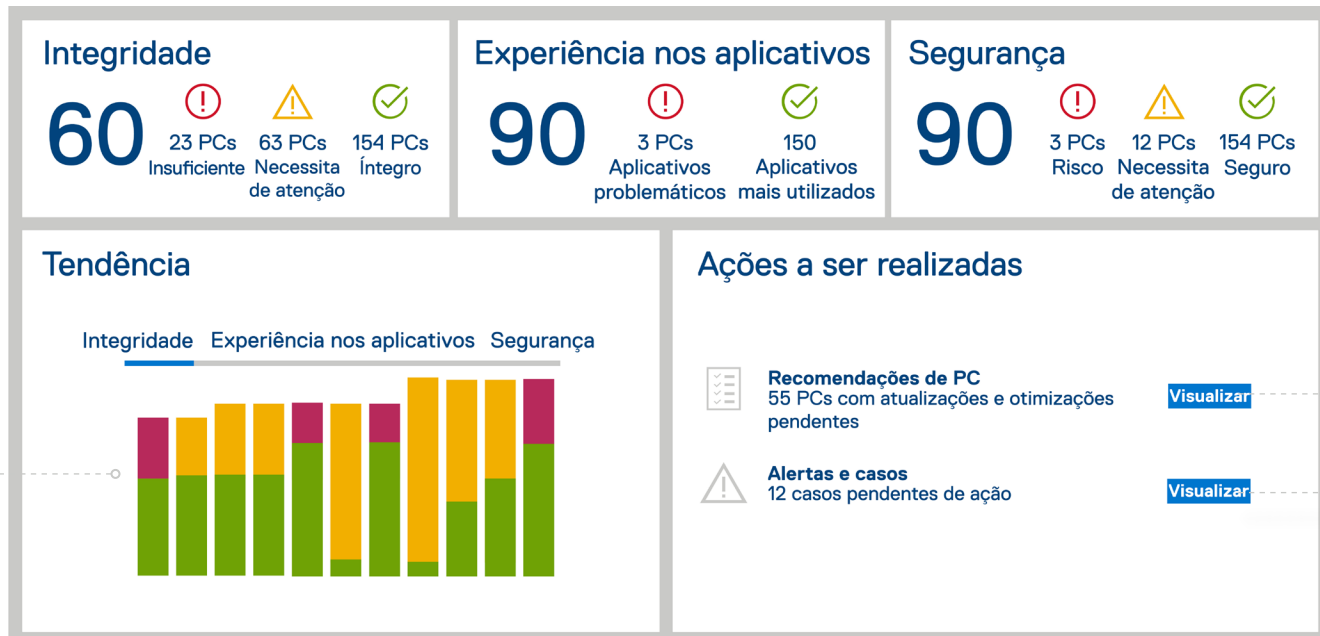 Integridade
60
23 PCs
Insuficiente
63 PCs
Necessita
de atenção
154 PCs
Íntegro
Experiência nos aplicativos
90
3 PCs
Aplicativos
problemáticos
150
Aplicativos
mais utilizados
Segurança
90
3 PCs
Risco
12 PCs
Necessita
de atenção
154 PCs
Seguro
Tendência
Integridade Experiência nos aplicativos Segurança
Ações a ser realizadas
Recomendações de PC
55 PCs com atualizações e otimizações
pendentes
Visualizar
Alertas e casos
12 casos pendentes de ação
Visualizar